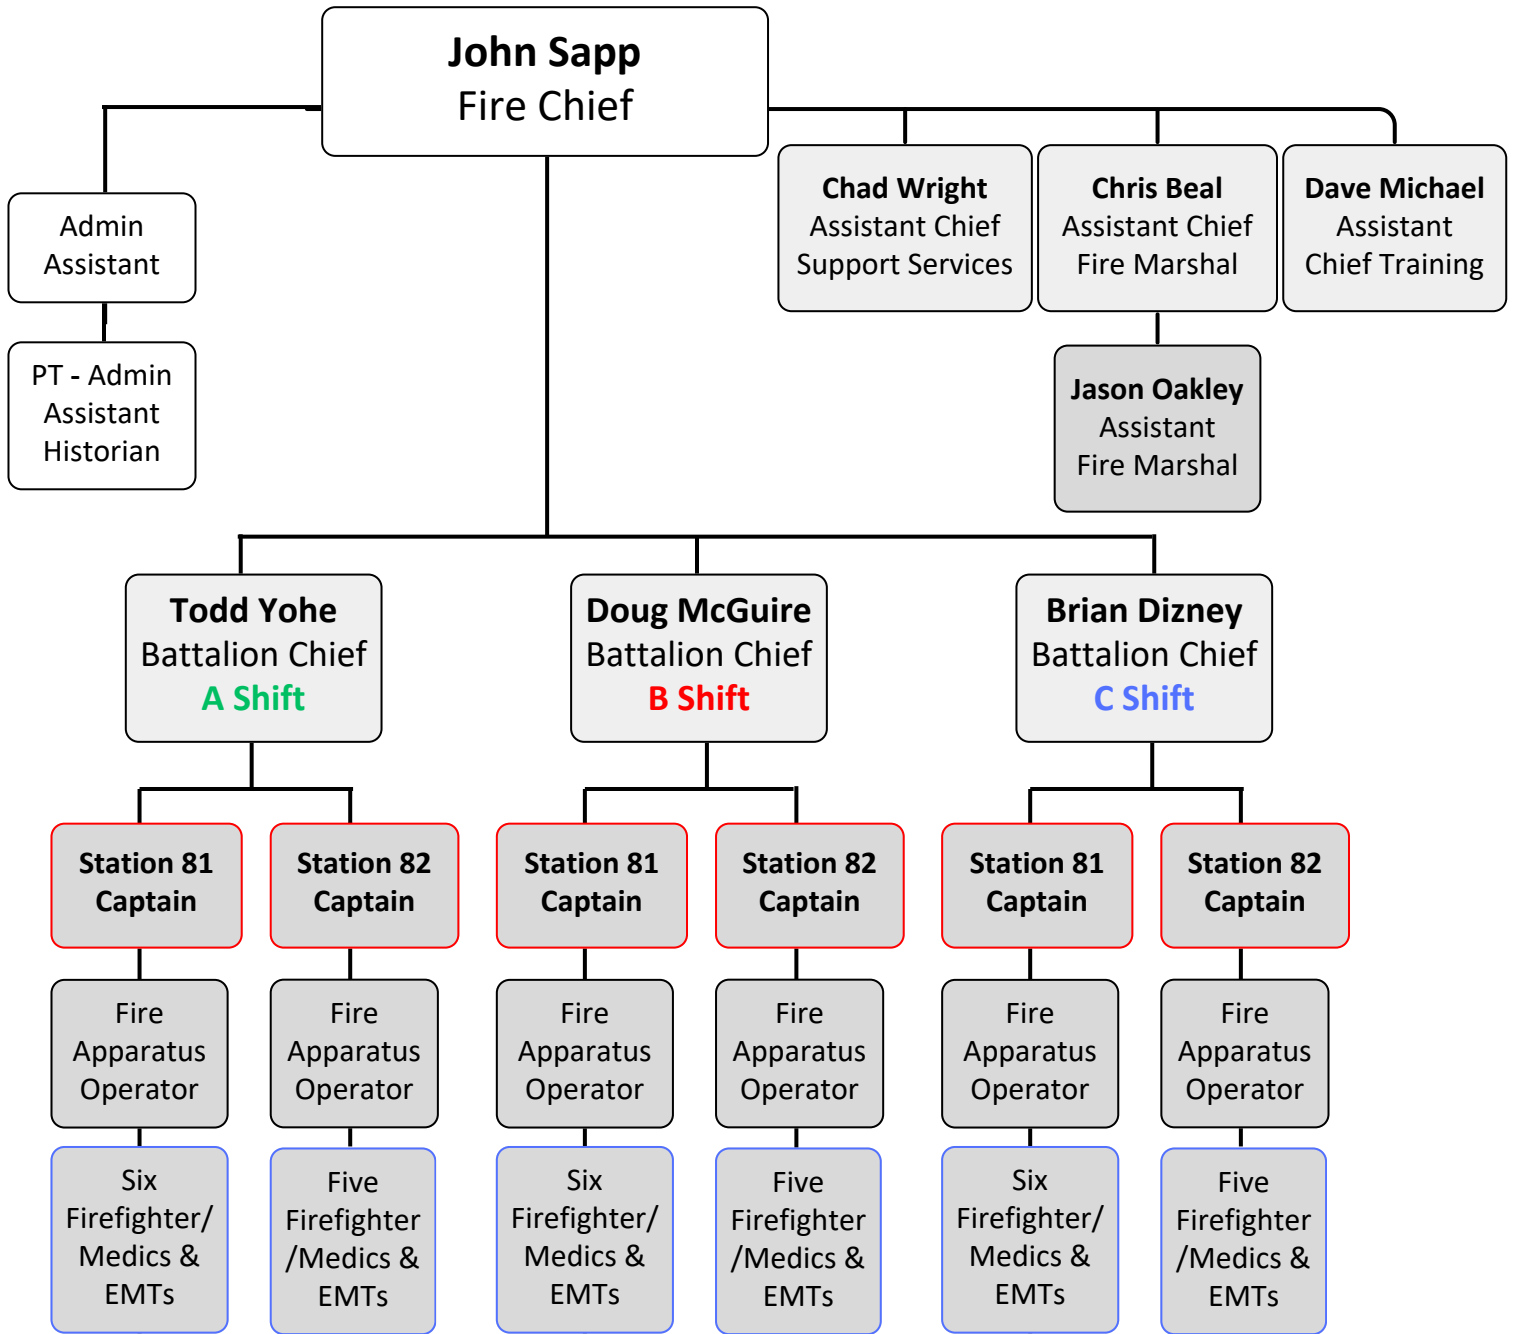 John Sapp
Fire Chief
Admin
Assistant
PT - Admin
Assistant
Historian
Chad Wright
Assistant Chief
Support Services
Chris Beal
Assistant Chief
Fire Marshal
Dave Michael
Assistant
Chief Training
Jason Oakley
Assistant
Fire Marshal
Todd Yohe
Battalion Chief
A Shift
Doug McGuire
Battalion Chief
B Shift
Brian Dizney
Battalion Chief
C Shift
Station 81
Captain
Station 82
Captain
Station 81
Captain
Station 82
Captain
Station 81
Captain
Station 82
Captain
Fire
Apparatus
Operator
Fire
Apparatus
Operator
Fire
Apparatus
Operator
Fire
Apparatus
Operator
Fire
Apparatus
Operator
Fire
Apparatus
Operator
Six
Firefighter/
Medics &
EMTs
Five
Firefighter
/Medics &
EMTs
Six
Firefighter/
Medics &
EMTs
Five
Firefighter
/Medics &
EMTs
Six
Firefighter/
Medics &
EMTs
Five
Firefighter
/Medics &
EMTs